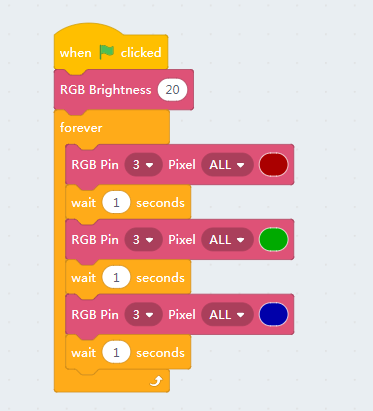 when clicked
RGB Brightness 20
forever
RGB Pin 3 Pixel ALL
wait 1 seconds
RGB Pin 3 Pixel ALL
wait 1 seconds
RGB Pin 3 Pixel ALL
wait 1 seconds